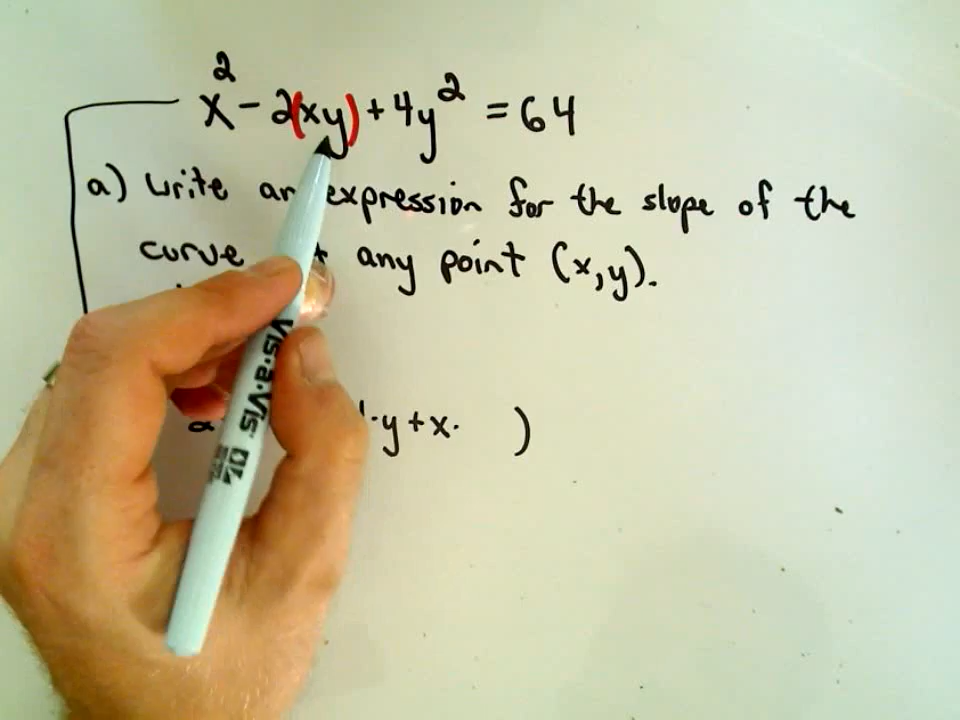 x² - 2(xy) + 4y² = 64
a) Write an expression for the slope of the
curve any point (x,y).
·y + x· )
VIS·à·VIS